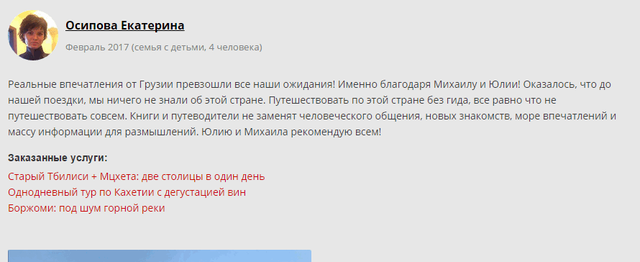 Осипова Екатерина
Февраль 2017 (семья с детьми, 4 человека)
Реальные впечатления от Грузии превзошли все наши ожидания! Именно благодаря Михаилу и Юлии! Оказалось, что до
нашей поездки, мы ничего не знали об этой стране. Путешествовать по этой стране без гида, все равно что не
путешествовать совсем. Книги и путеводители не заменят человеческого общения, новых знакомств, море впечатлений и
массу информации для размышлений. Юлию и Михаила рекомендую всем!
Заказанные услуги:
Старый Тбилиси + Мцхета: две столицы в один день
Однодневный тур по Кахетии с дегустацией вин
Боржоми: под шум горной реки